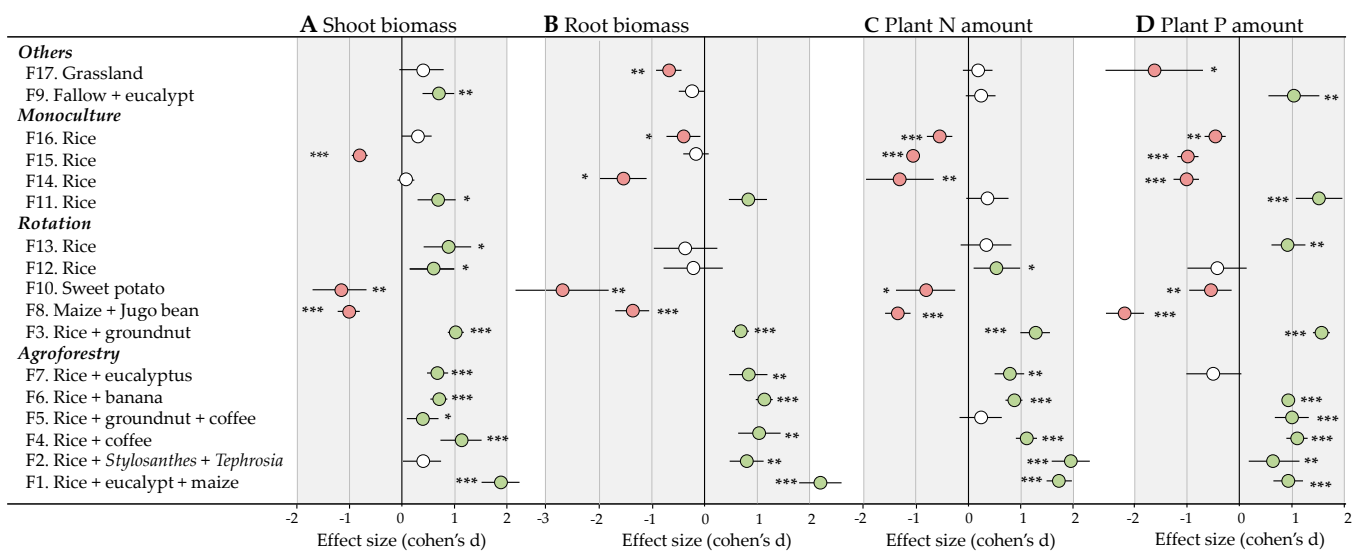 A Shoot biomass B Root biomass C Plant N amount D Plant P amount
Others
F17. Grassland ** *
F9. Fallow + eucalypt ** **
Monoculture
F16. Rice * *** **
F15. Rice *** *** ***
F14. Rice * ** ***
F11. Rice * ***
Rotation
F13. Rice * **
F12. Rice * *
F10. Sweet potato ** ** * **
F8. Maize + Jugo bean *** *** *** ***
F3. Rice + groundnut *** *** *** ***
Agroforestry
F7. Rice + eucalyptus *** ** **
F6. Rice + banana *** *** *** ***
F5. Rice + groundnut + coffee * ***
F4. Rice + coffee *** ** *** ***
F2. Rice + Stylosanthes + Tephrosia ** *** **
F1. Rice + eucalypt + maize *** *** *** ***
-2 -1 0 1 2 -3 -2 -1 0 1 2 -2 -1 0 1 2 -2 -1 0 1 2
Effect size (cohen's d) Effect size (cohen's d) Effect size (cohen's d) Effect size (cohen's d)